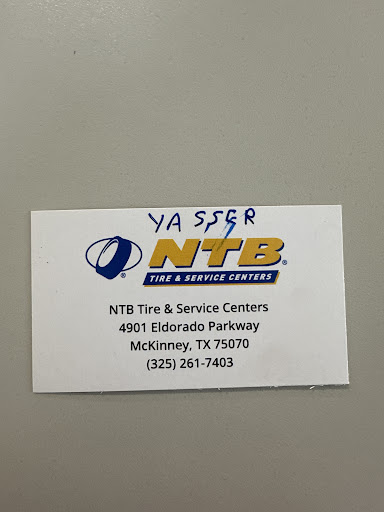 YASSER
NTB®
TIRE & SERVICE CENTERS
NTB Tire & Service Centers
4901 Eldorado Parkway
McKinney, TX 75070
(325) 261-7403